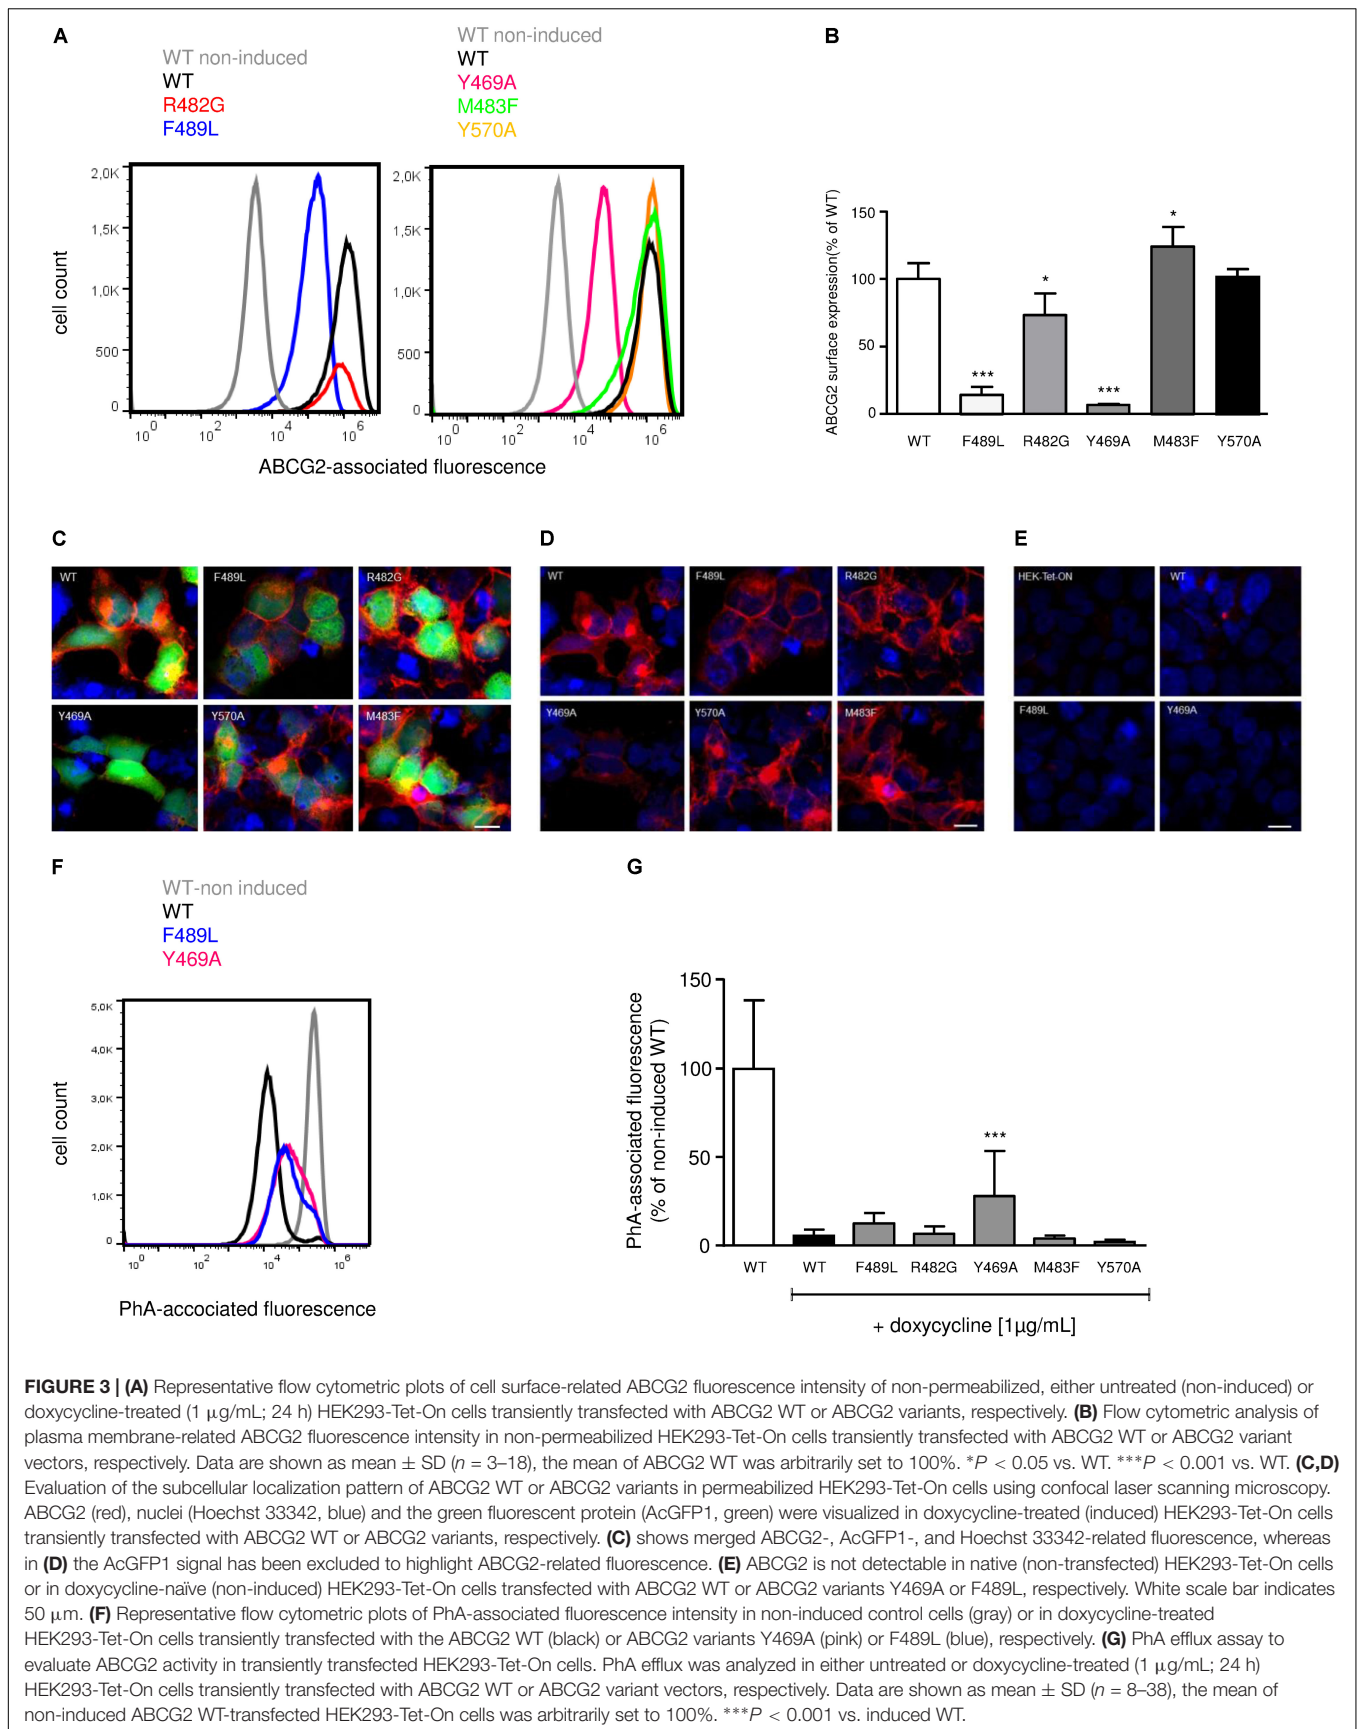 A
WT non-induced
WT
R482G
F489L
WT non-induced
WT
Y469A
M483F
Y570A
2,0K
1,5K
1,0K
500
0
10^0 10^2 10^4 10^6
2,0K
1,5K
1,0K
500
0
10^0 10^2 10^4 10^6
cell count
ABCG2-associated fluorescence
B
ABCG2 surface expression(% of WT)
150
100
50
0
***
*
***
*
WT F489L R482G Y469A M483F Y570A
C
WT F489L R482G
Y469A Y570A M483F
D
WT F489L R482G
Y469A Y570A M483F
E
HEK-Tet-ON WT
F489L Y469A
F
WT-non induced
WT
F489L
Y469A
5,0K
4,0K
3,0K
2,0K
1,0K
0
10^0 10^2 10^4 10^6
cell count
PhA-accociated fluorescence
G
PhA-associated fluorescence
(% of non-induced WT)
150
100
50
0
***
WT WT F489L R482G Y469A M483F Y570A
+ doxycycline [1µg/mL]
FIGURE 3 | (A) Representative flow cytometric plots of cell surface-related ABCG2 fluorescence intensity of non-permeabilized, either untreated (non-induced) or
doxycycline-treated (1 µg/mL; 24 h) HEK293-Tet-On cells transiently transfected with ABCG2 WT or ABCG2 variants, respectively. (B) Flow cytometric analysis of
plasma membrane-related ABCG2 fluorescence intensity in non-permeabilized HEK293-Tet-On cells transiently transfected with ABCG2 WT or ABCG2 variant
vectors, respectively. Data are shown as mean ± SD (n = 3–18), the mean of ABCG2 WT was arbitrarily set to 100%. *P < 0.05 vs. WT. ***P < 0.001 vs. WT. (C,D)
Evaluation of the subcellular localization pattern of ABCG2 WT or ABCG2 variants in permeabilized HEK293-Tet-On cells using confocal laser scanning microscopy.
ABCG2 (red), nuclei (Hoechst 33342, blue) and the green fluorescent protein (AcGFP1, green) were visualized in doxycycline-treated (induced) HEK293-Tet-On cells
transiently transfected with ABCG2 WT or ABCG2 variants, respectively. (C) shows merged ABCG2-, AcGFP1-, and Hoechst 33342-related fluorescence, whereas
in (D) the AcGFP1 signal has been excluded to highlight ABCG2-related fluorescence. (E) ABCG2 is not detectable in native (non-transfected) HEK293-Tet-On cells
or in doxycycline-naïve (non-induced) HEK293-Tet-On cells transfected with ABCG2 WT or ABCG2 variants Y469A or F489L, respectively. White scale bar indicates
50 µm. (F) Representative flow cytometric plots of PhA-associated fluorescence intensity in non-induced control cells (gray) or in doxycycline-treated
HEK293-Tet-On cells transiently transfected with the ABCG2 WT (black) or ABCG2 variants Y469A (pink) or F489L (blue), respectively. (G) PhA efflux assay to
evaluate ABCG2 activity in transiently transfected HEK293-Tet-On cells. PhA efflux was analyzed in either untreated or doxycycline-treated (1 µg/mL; 24 h)
HEK293-Tet-On cells transiently transfected with ABCG2 WT or ABCG2 variant vectors, respectively. Data are shown as mean ± SD (n = 8–38), the mean of
non-induced ABCG2 WT-transfected HEK293-Tet-On cells was arbitrarily set to 100%. ***P < 0.001 vs. induced WT.